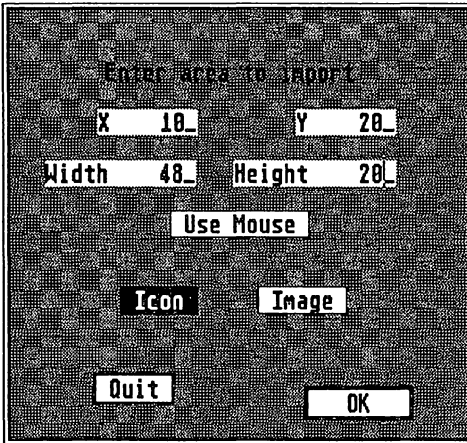 Enter area to import
X 10_ Y 20_
Width 48_ Height 20_
Use Mouse
Icon Image
Quit OK